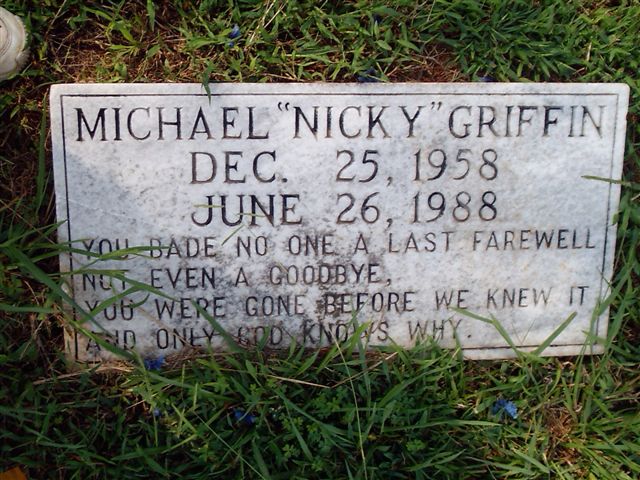 MICHAEL "NICKY" GRIFFIN
DEC. 25, 1958
JUNE 26, 1988
YOU BADE NO ONE A LAST FAREWELL
NOT EVEN A GOODBYE,
YOU WERE GONE BEFORE WE KNEW IT
AND ONLY GOD KNOWS WHY.